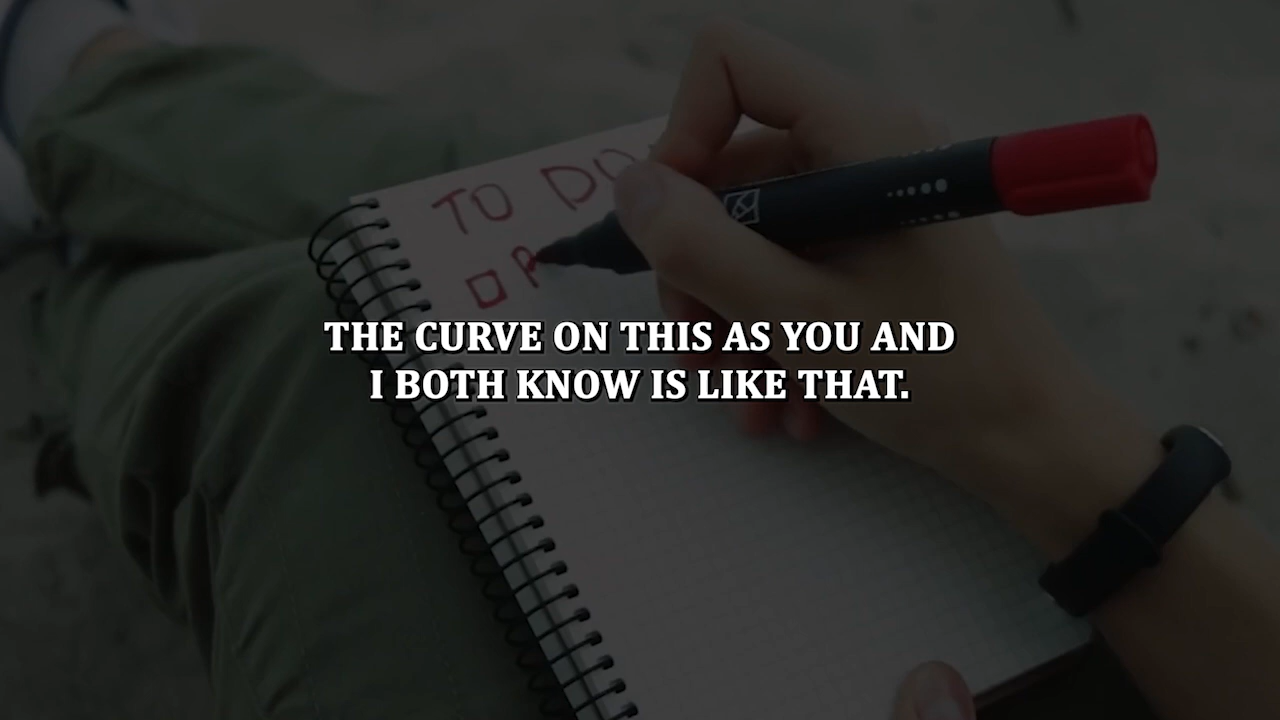 TO DO:
THE CURVE ON THIS AS YOU AND
I BOTH KNOW IS LIKE THAT.